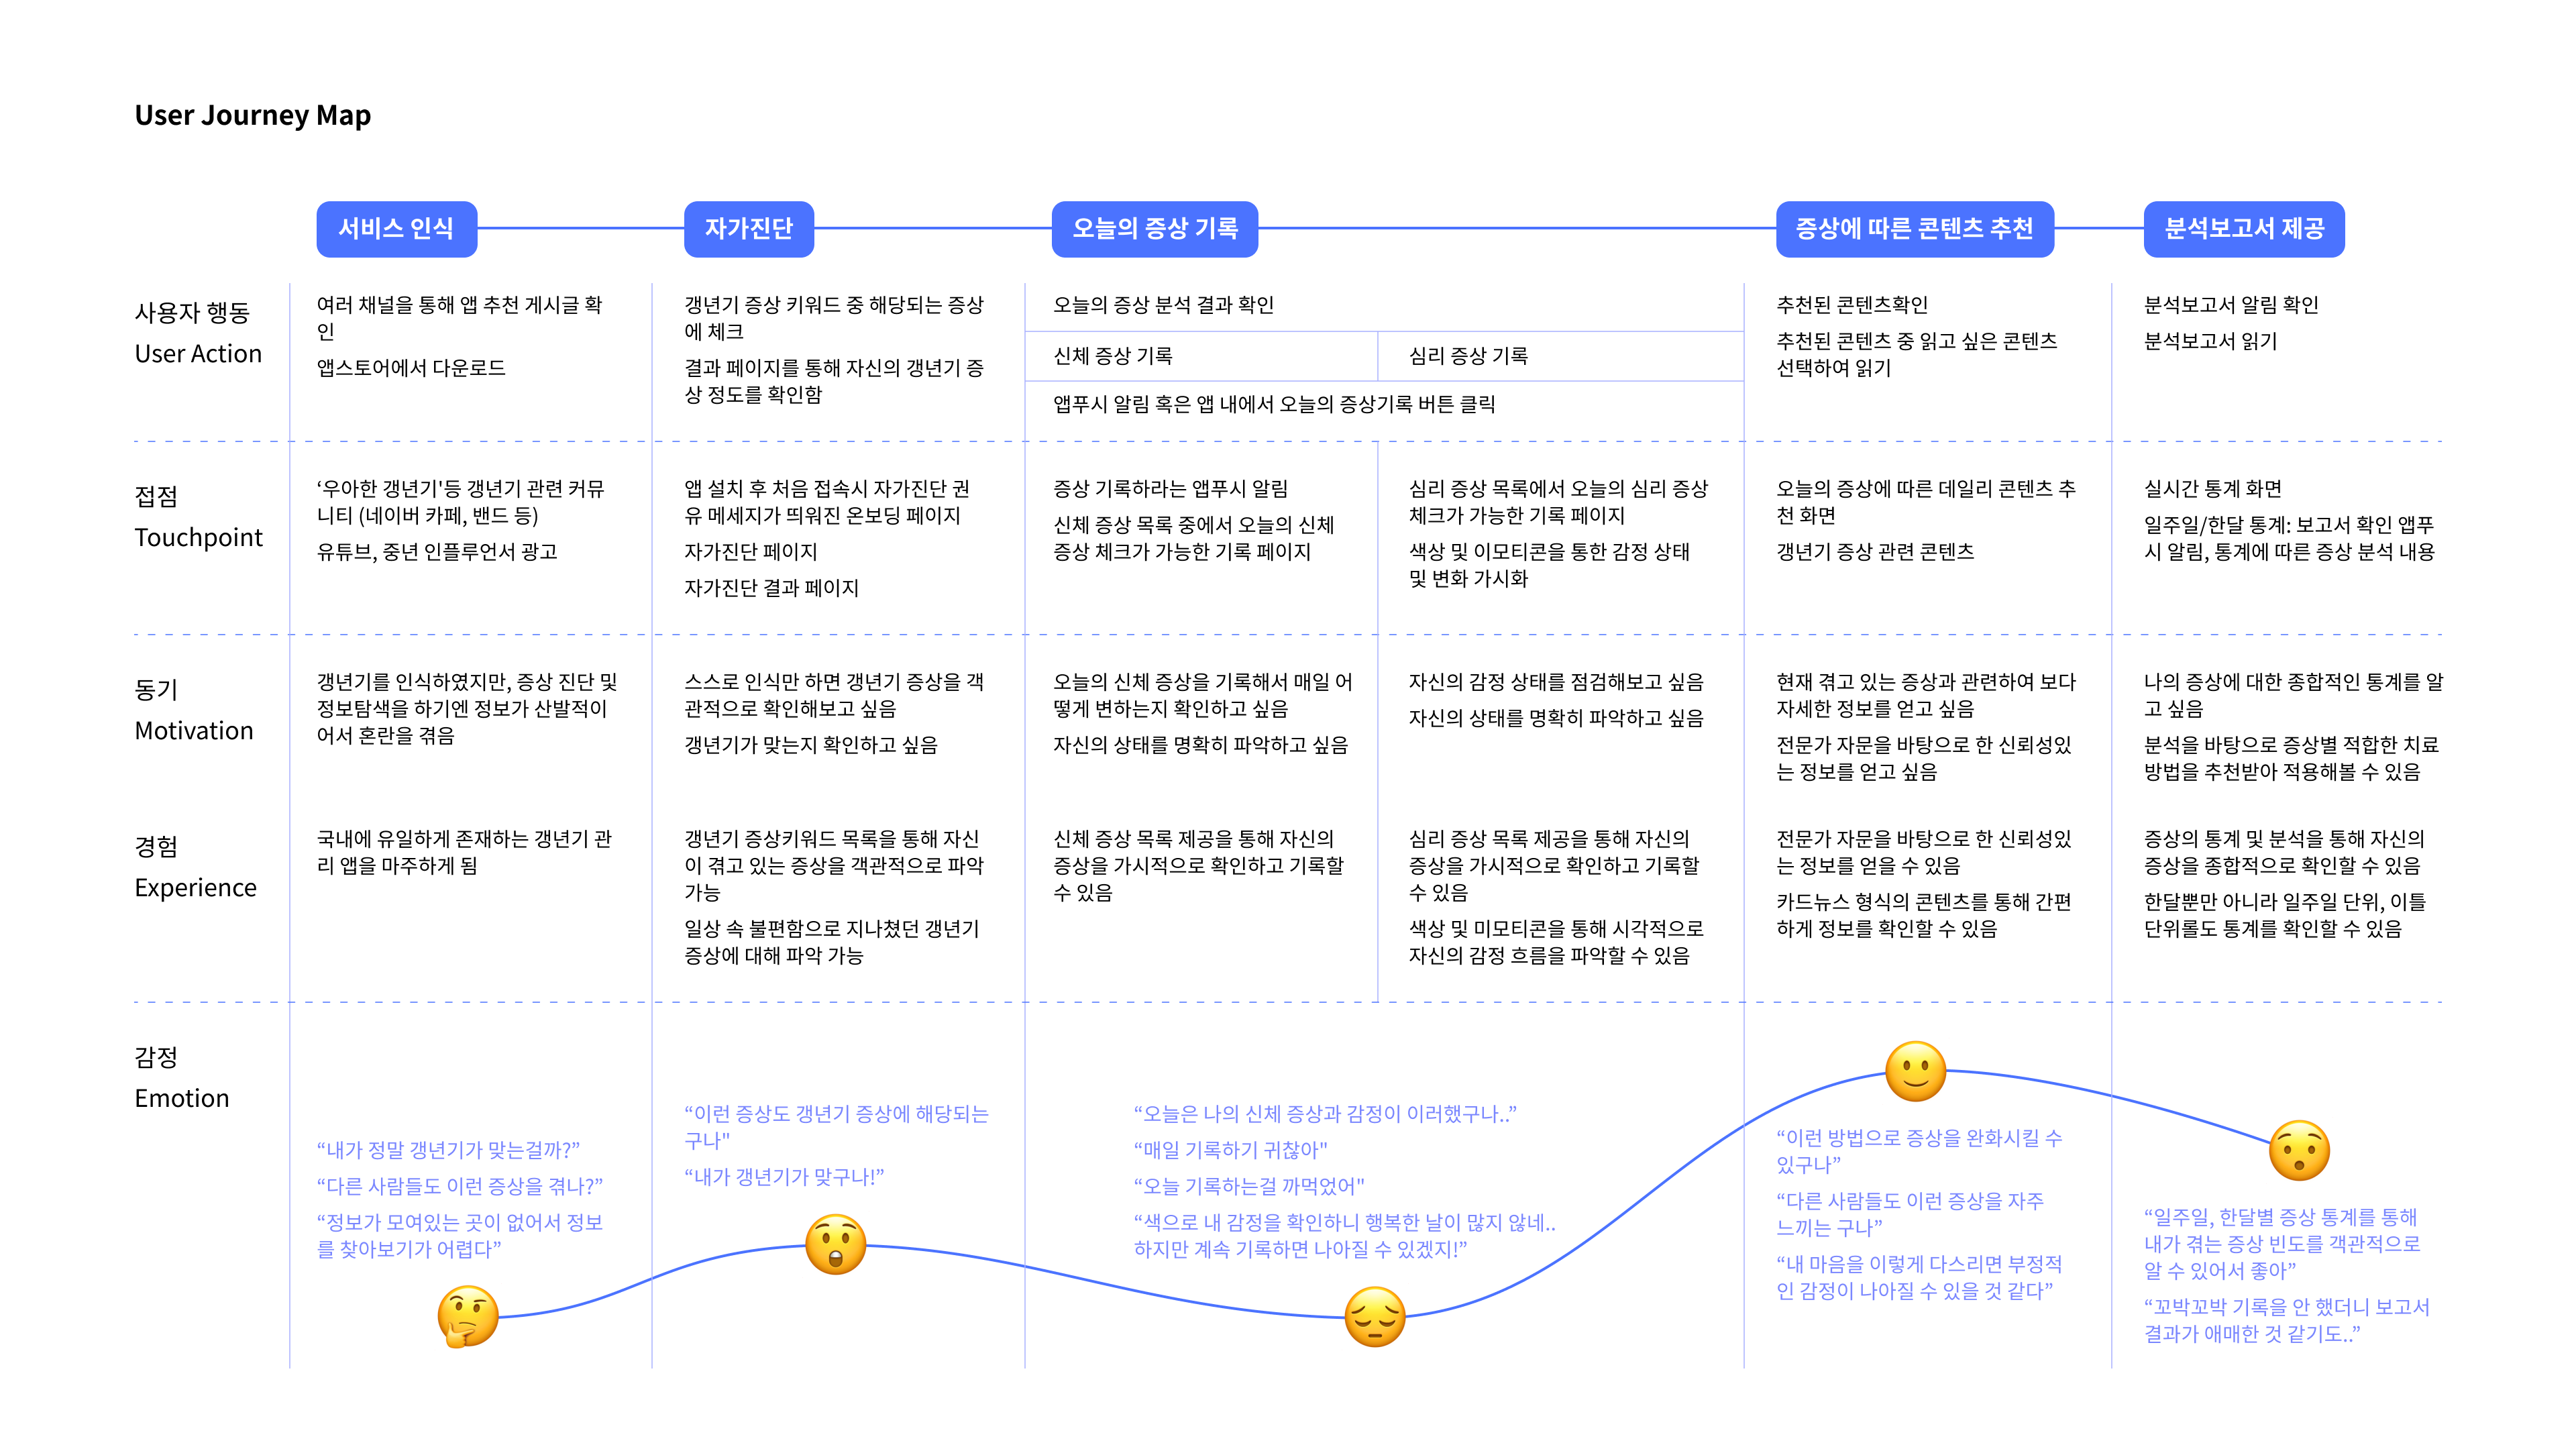 User Journey Map
서비스 인식
자가진단
오늘의 증상 기록
증상에 따른 콘텐츠 추천
분석보고서 제공
사용자 행동
User Action
여러 채널을 통해 앱 추천 게시글 확
인
앱스토어에서 다운로드
갱년기 증상 키워드 중 해당되는 증상
에 체크
결과 페이지를 통해 자신의 갱년기 증
상 정도를 확인함
오늘의 증상 분석 결과 확인
신체 증상 기록
심리 증상 기록
앱푸시 알림 혹은 앱 내에서 오늘의 증상기록 버튼 클릭
추천된 콘텐츠확인
추천된 콘텐츠 중 읽고 싶은 콘텐츠
선택하여 읽기
분석보고서 알림 확인
분석보고서 읽기
접점
Touchpoint
‘우아한 갱년기'등 갱년기 관련 커뮤
니티 (네이버 카페, 밴드 등)
유튜브, 중년 인플루언서 광고
앱 설치 후 처음 접속시 자가진단 권
유 메세지가 띄워진 온보딩 페이지
자가진단 페이지
자가진단 결과 페이지
증상 기록하라는 앱푸시 알림
신체 증상 목록 중에서 오늘의 신체
증상 체크가 가능한 기록 페이지
심리 증상 목록에서 오늘의 심리 증상
체크가 가능한 기록 페이지
색상 및 이모티콘을 통한 감정 상태
및 변화 가시화
오늘의 증상에 따른 데일리 콘텐츠 추
천 화면
갱년기 증상 관련 콘텐츠
실시간 통계 화면
일주일/한달 통계: 보고서 확인 앱푸
시 알림, 통계에 따른 증상 분석 내용
동기
Motivation
갱년기를 인식하였지만, 증상 진단 및
정보탐색을 하기엔 정보가 산발적이
어서 혼란을 겪음
스스로 인식만 하면 갱년기 증상을 객
관적으로 확인해보고 싶음
갱년기가 맞는지 확인하고 싶음
오늘의 신체 증상을 기록해서 매일 어
떻게 변하는지 확인하고 싶음
자신의 상태를 명확히 파악하고 싶음
자신의 감정 상태를 점검해보고 싶음
자신의 상태를 명확히 파악하고 싶음
현재 겪고 있는 증상과 관련하여 보다
자세한 정보를 얻고 싶음
전문가 자문을 바탕으로 한 신뢰성있
는 정보를 얻고 싶음
나의 증상에 대한 종합적인 통계를 알
고 싶음
분석을 바탕으로 증상별 적합한 치료
방법을 추천받아 적용해볼 수 있음
경험
Experience
국내에 유일하게 존재하는 갱년기 관
리 앱을 마주하게 됨
갱년기 증상키워드 목록을 통해 자신
이 겪고 있는 증상을 객관적으로 파악
가능
일상 속 불편함으로 지나쳤던 갱년기
증상에 대해 파악 가능
신체 증상 목록 제공을 통해 자신의
증상을 가시적으로 확인하고 기록할
수 있음
심리 증상 목록 제공을 통해 자신의
증상을 가시적으로 확인하고 기록할
수 있음
색상 및 미모티콘을 통해 시각적으로
자신의 감정 흐름을 파악할 수 있음
전문가 자문을 바탕으로 한 신뢰성있
는 정보를 얻을 수 있음
카드뉴스 형식의 콘텐츠를 통해 간편
하게 정보를 확인할 수 있음
증상의 통계 및 분석을 통해 자신의
증상을 종합적으로 확인할 수 있음
한달뿐만 아니라 일주일 단위, 이틀
단위롤도 통계를 확인할 수 있음
감정
Emotion
“내가 정말 갱년기가 맞는걸까?”
“다른 사람들도 이런 증상을 겪나?”
“정보가 모여있는 곳이 없어서 정보
를 찾아보기가 어렵다”
“이런 증상도 갱년기 증상에 해당되는
구나"
“내가 갱년기가 맞구나!”
“오늘은 나의 신체 증상과 감정이 이러했구나..”
“매일 기록하기 귀찮아"
“오늘 기록하는걸 까먹었어"
“색으로 내 감정을 확인하니 행복한 날이 많지 않네..
하지만 계속 기록하면 나아질 수 있겠지!”
“이런 방법으로 증상을 완화시킬 수
있구나”
“다른 사람들도 이런 증상을 자주
느끼는 구나”
“내 마음을 이렇게 다스리면 부정적
인 감정이 나아질 수 있을 것 같다”
“일주일, 한달별 증상 통계를 통해
내가 겪는 증상 빈도를 객관적으로
알 수 있어서 좋아”
“꼬박꼬박 기록을 안 했더니 보고서
결과가 애매한 것 같기도..”